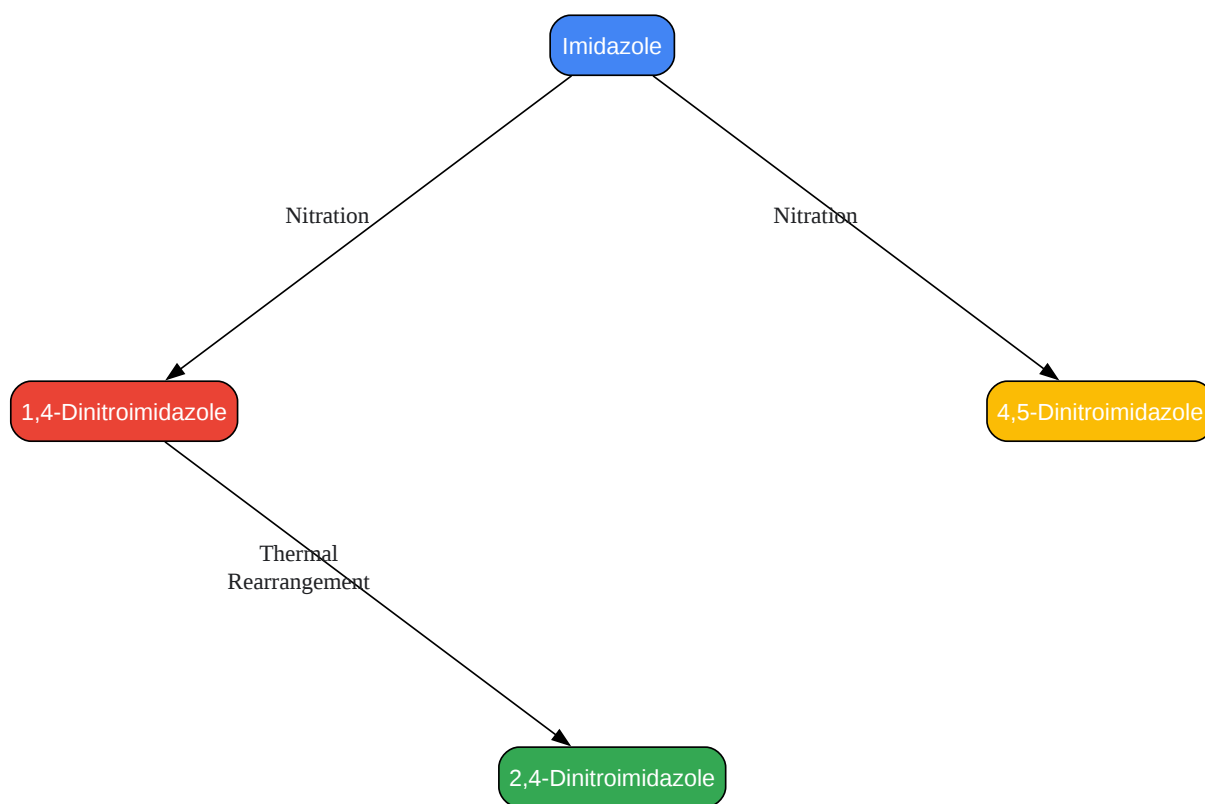 Imidazole
Nitration
Nitration
1,4-Dinitroimidazole
4,5-Dinitroimidazole
Thermal
Rearrangement
2,4-Dinitroimidazole